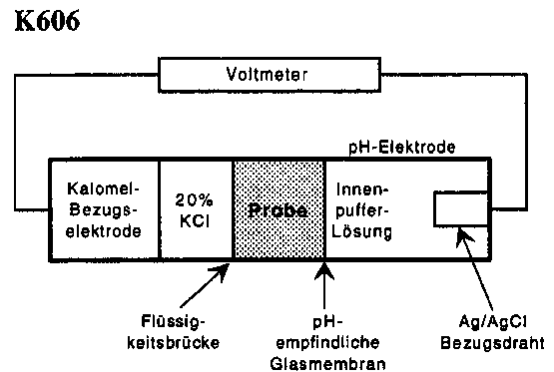 K606
Voltmeter
pH-Elektrode
Kalomel-
Bezugs-
elektrode
20%
KCl
Probe
Innen-
puffer-
Lösung
Flüssig-
keitsbrücke
pH-
empfindliche
Glasmembran
Ag/AgCl
Bezugsdraht